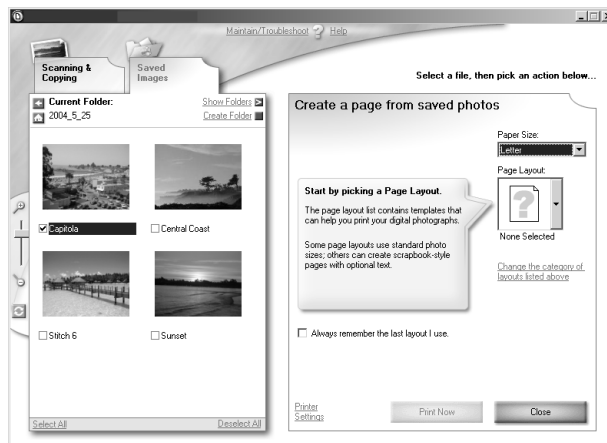 Maintain/Troubleshoot ? Help
Scanning &
Copying
Saved
Images
Select a file, then pick an action below...
Current Folder:
Show Folders
2004_5_25
Create Folder
Capitola
Central Coast
Stitch 6
Sunset
Select All
Deselect All
Create a page from saved photos
Paper Size:
Letter
Page Layout:
?
None Selected
Start by picking a Page Layout.
The page layout list contains templates that
can help you print your digital photographs.
Some page layouts use standard photo
sizes; others can create scrapbook-style
pages with optional text.
Change the category of
layouts listed above
Always remember the last layout I use.
Printer
Settings
Print Now
Close